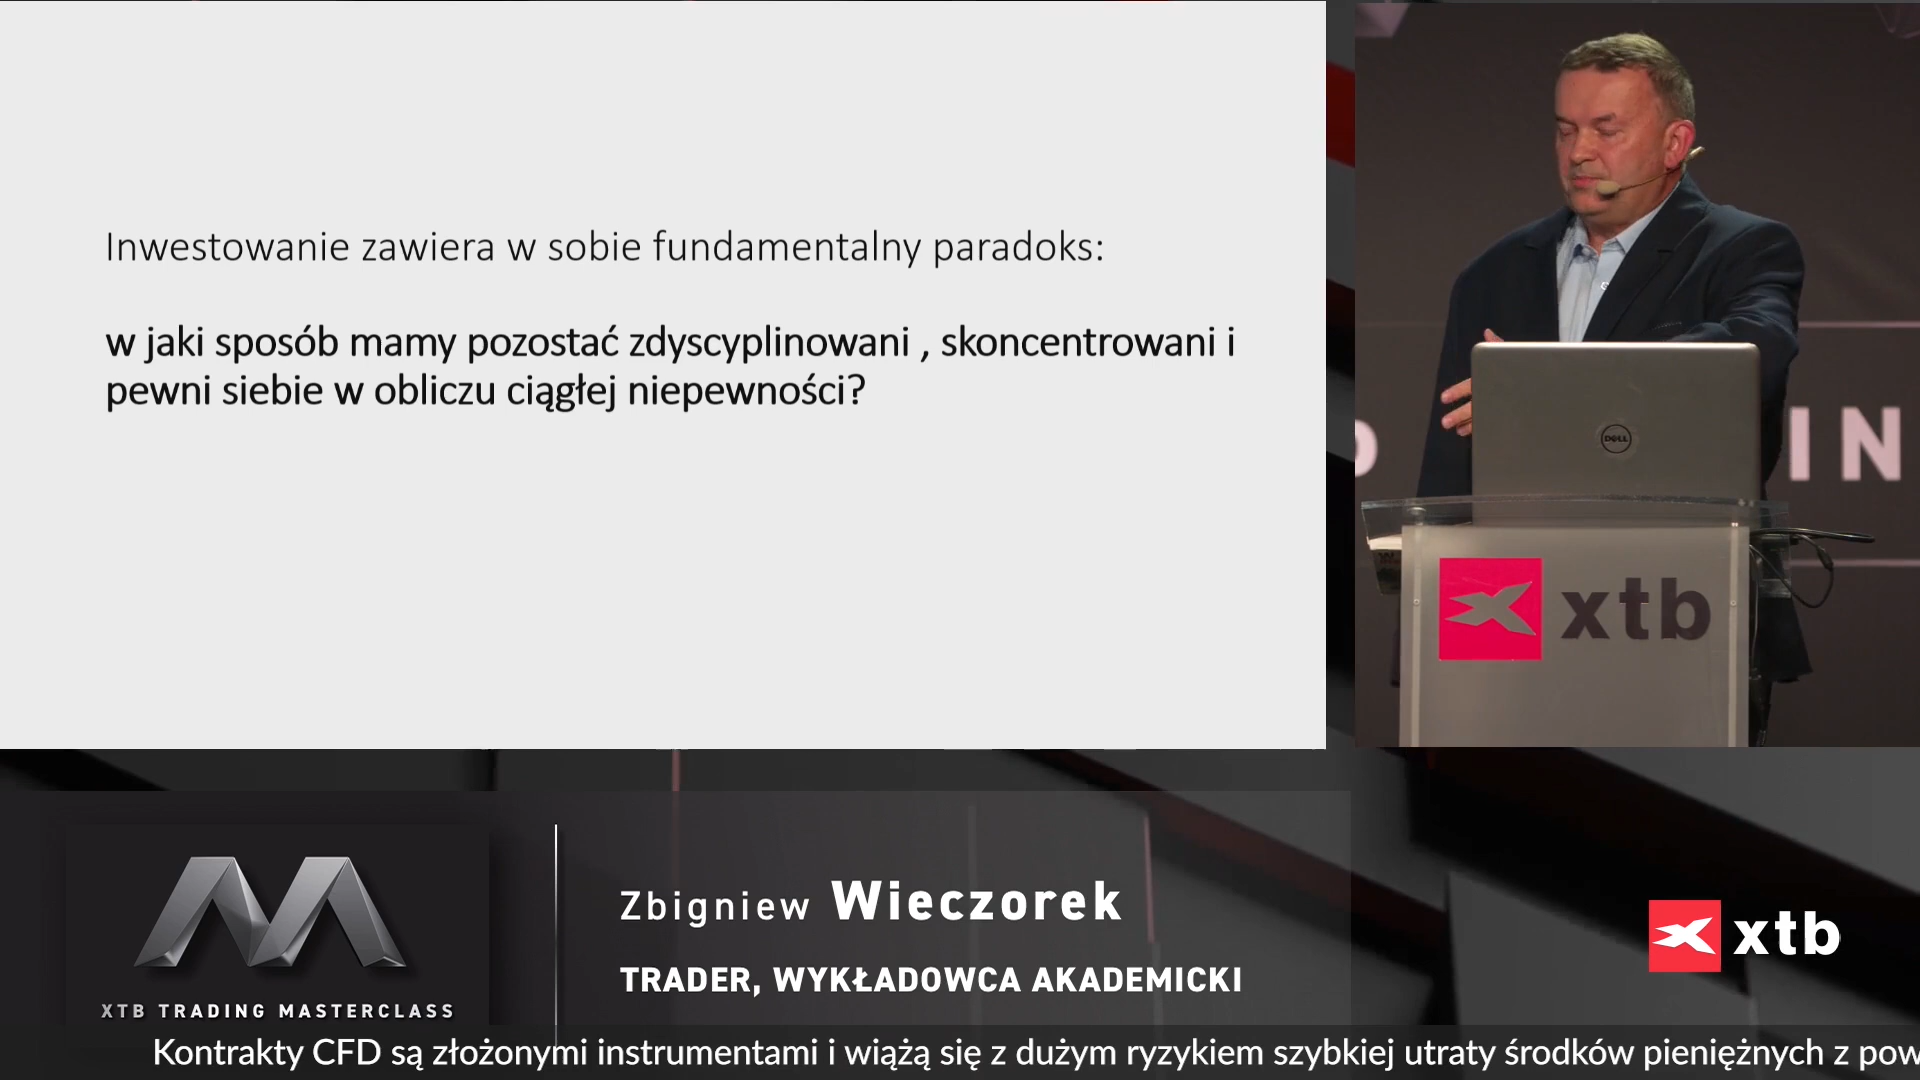 Inwestowanie zawiera w sobie fundamentalny paradoks:
w jaki sposób mamy pozostać zdyscyplinowani , skoncentrowani i
pewni siebie w obliczu ciągłej niepewności?
IN
DELL
xtb
Zbigniew Wieczorek
TRADER, WYKŁADOWCA AKADEMICKI
XTB TRADING MASTERCLASS
xtb
Kontrakty CFD są złożonymi instrumentami i wiążą się z dużym ryzykiem szybkiej utraty środków pieniężnych z pow